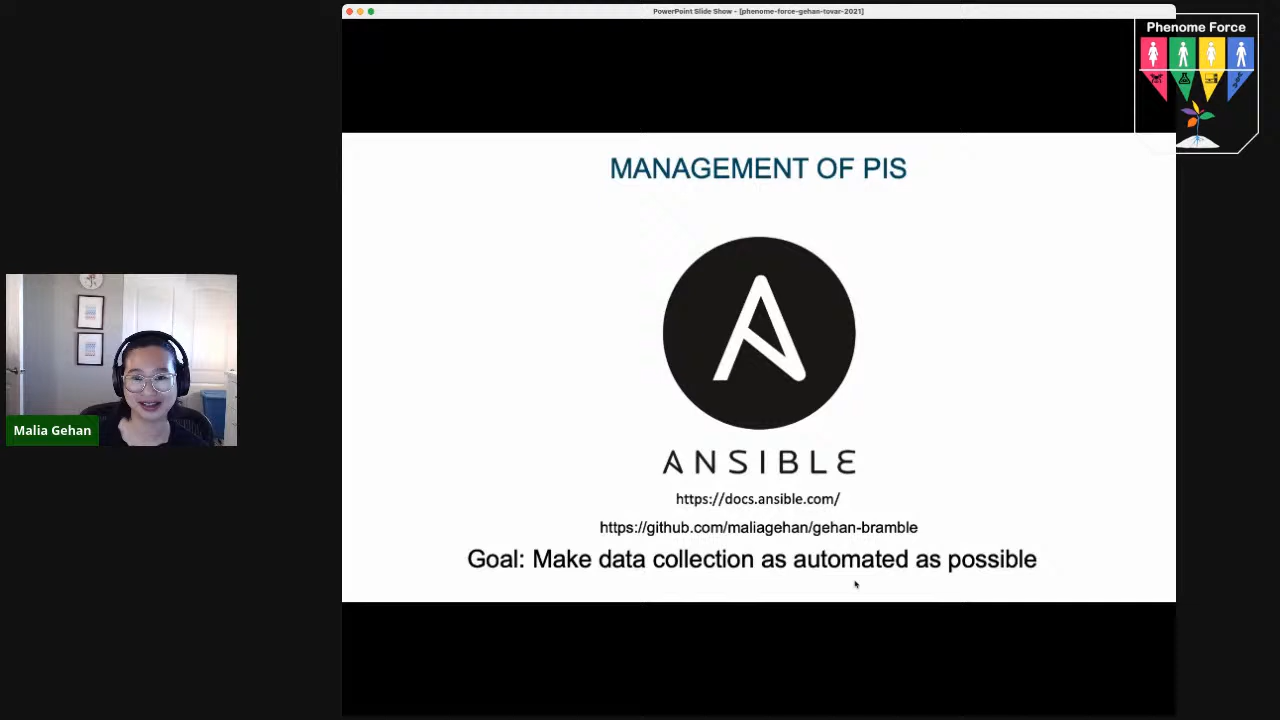 PowerPoint Slide Show - [phenome-force-gehan-tovar-2021]
Phenome Force
MANAGEMENT OF PIS
ANSIBLE
https://docs.ansible.com/
https://github.com/maliagehan/gehan-bramble
Goal: Make data collection as automated as possible
Malia Gehan